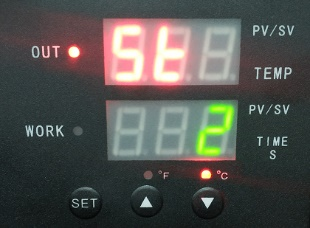 PV/SV
OUT St
TEMP
PV/SV
WORK 2
TIME
S
°F °C
SET